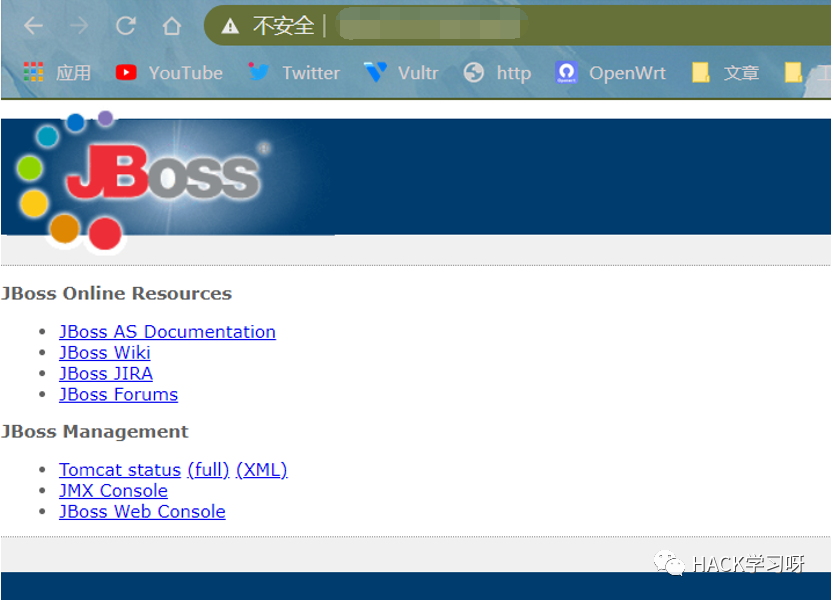 不安全
应用 YouTube Twitter Vultr http OpenWrt 文章
JBoss®
JBoss Online Resources
JBoss AS Documentation
JBoss Wiki
JBoss JIRA
JBoss Forums
JBoss Management
Tomcat status (full) (XML)
JMX Console
JBoss Web Console
HACK学习呀